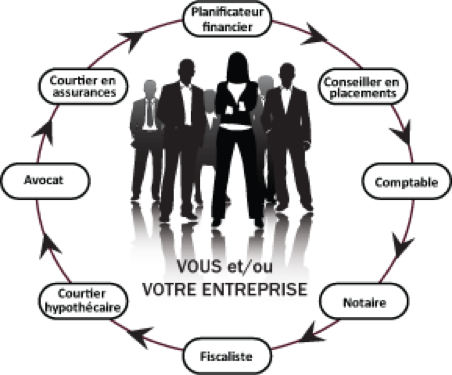 Planificateur
financier
Conseiller en
placements
Comptable
Notaire
Fiscaliste
Courtier
hypothécaire
Avocat
Courtier en
assurances
VOUS et/ou
VOTRE ENTREPRISE